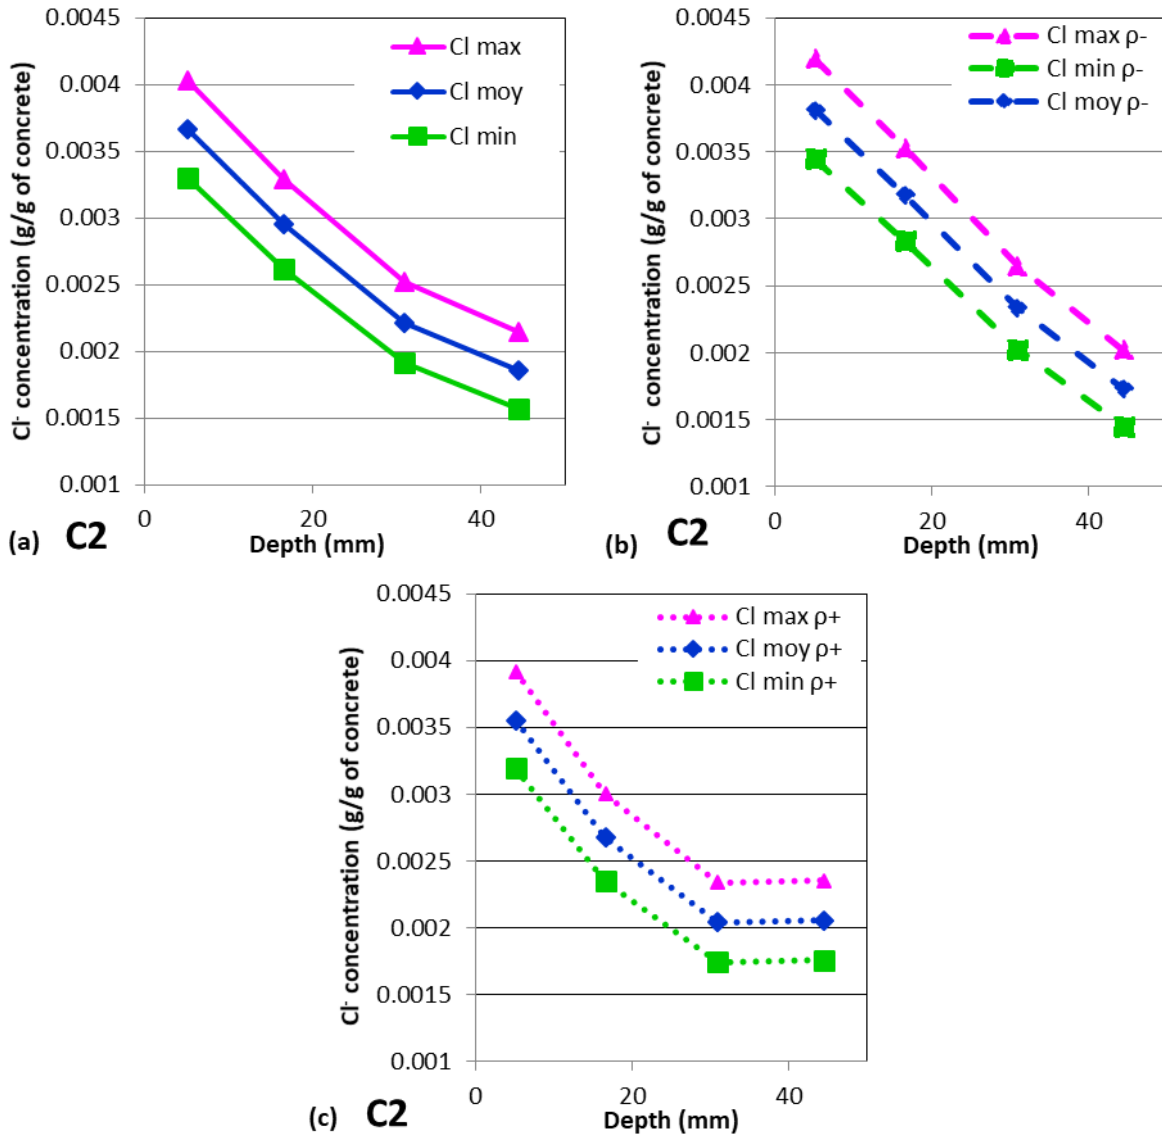 Cl⁻ concentration (g/g of concrete)
0.0045
0.004
0.0035
0.003
0.0025
0.002
0.0015
0.001
Cl max
Cl moy
Cl min
0 20 40
Depth (mm)
(a) C2
Cl⁻ concentration (g/g of concrete)
0.0045
0.004
0.0035
0.003
0.0025
0.002
0.0015
0.001
Cl max ρ-
Cl min ρ-
Cl moy ρ-
0 20 40
Depth (mm)
(b) C2
Cl⁻ concentration (g/g of concrete)
0.0045
0.004
0.0035
0.003
0.0025
0.002
0.0015
0.001
Cl max ρ+
Cl moy ρ+
Cl min ρ+
0 20 40
Depth (mm)
(c) C2